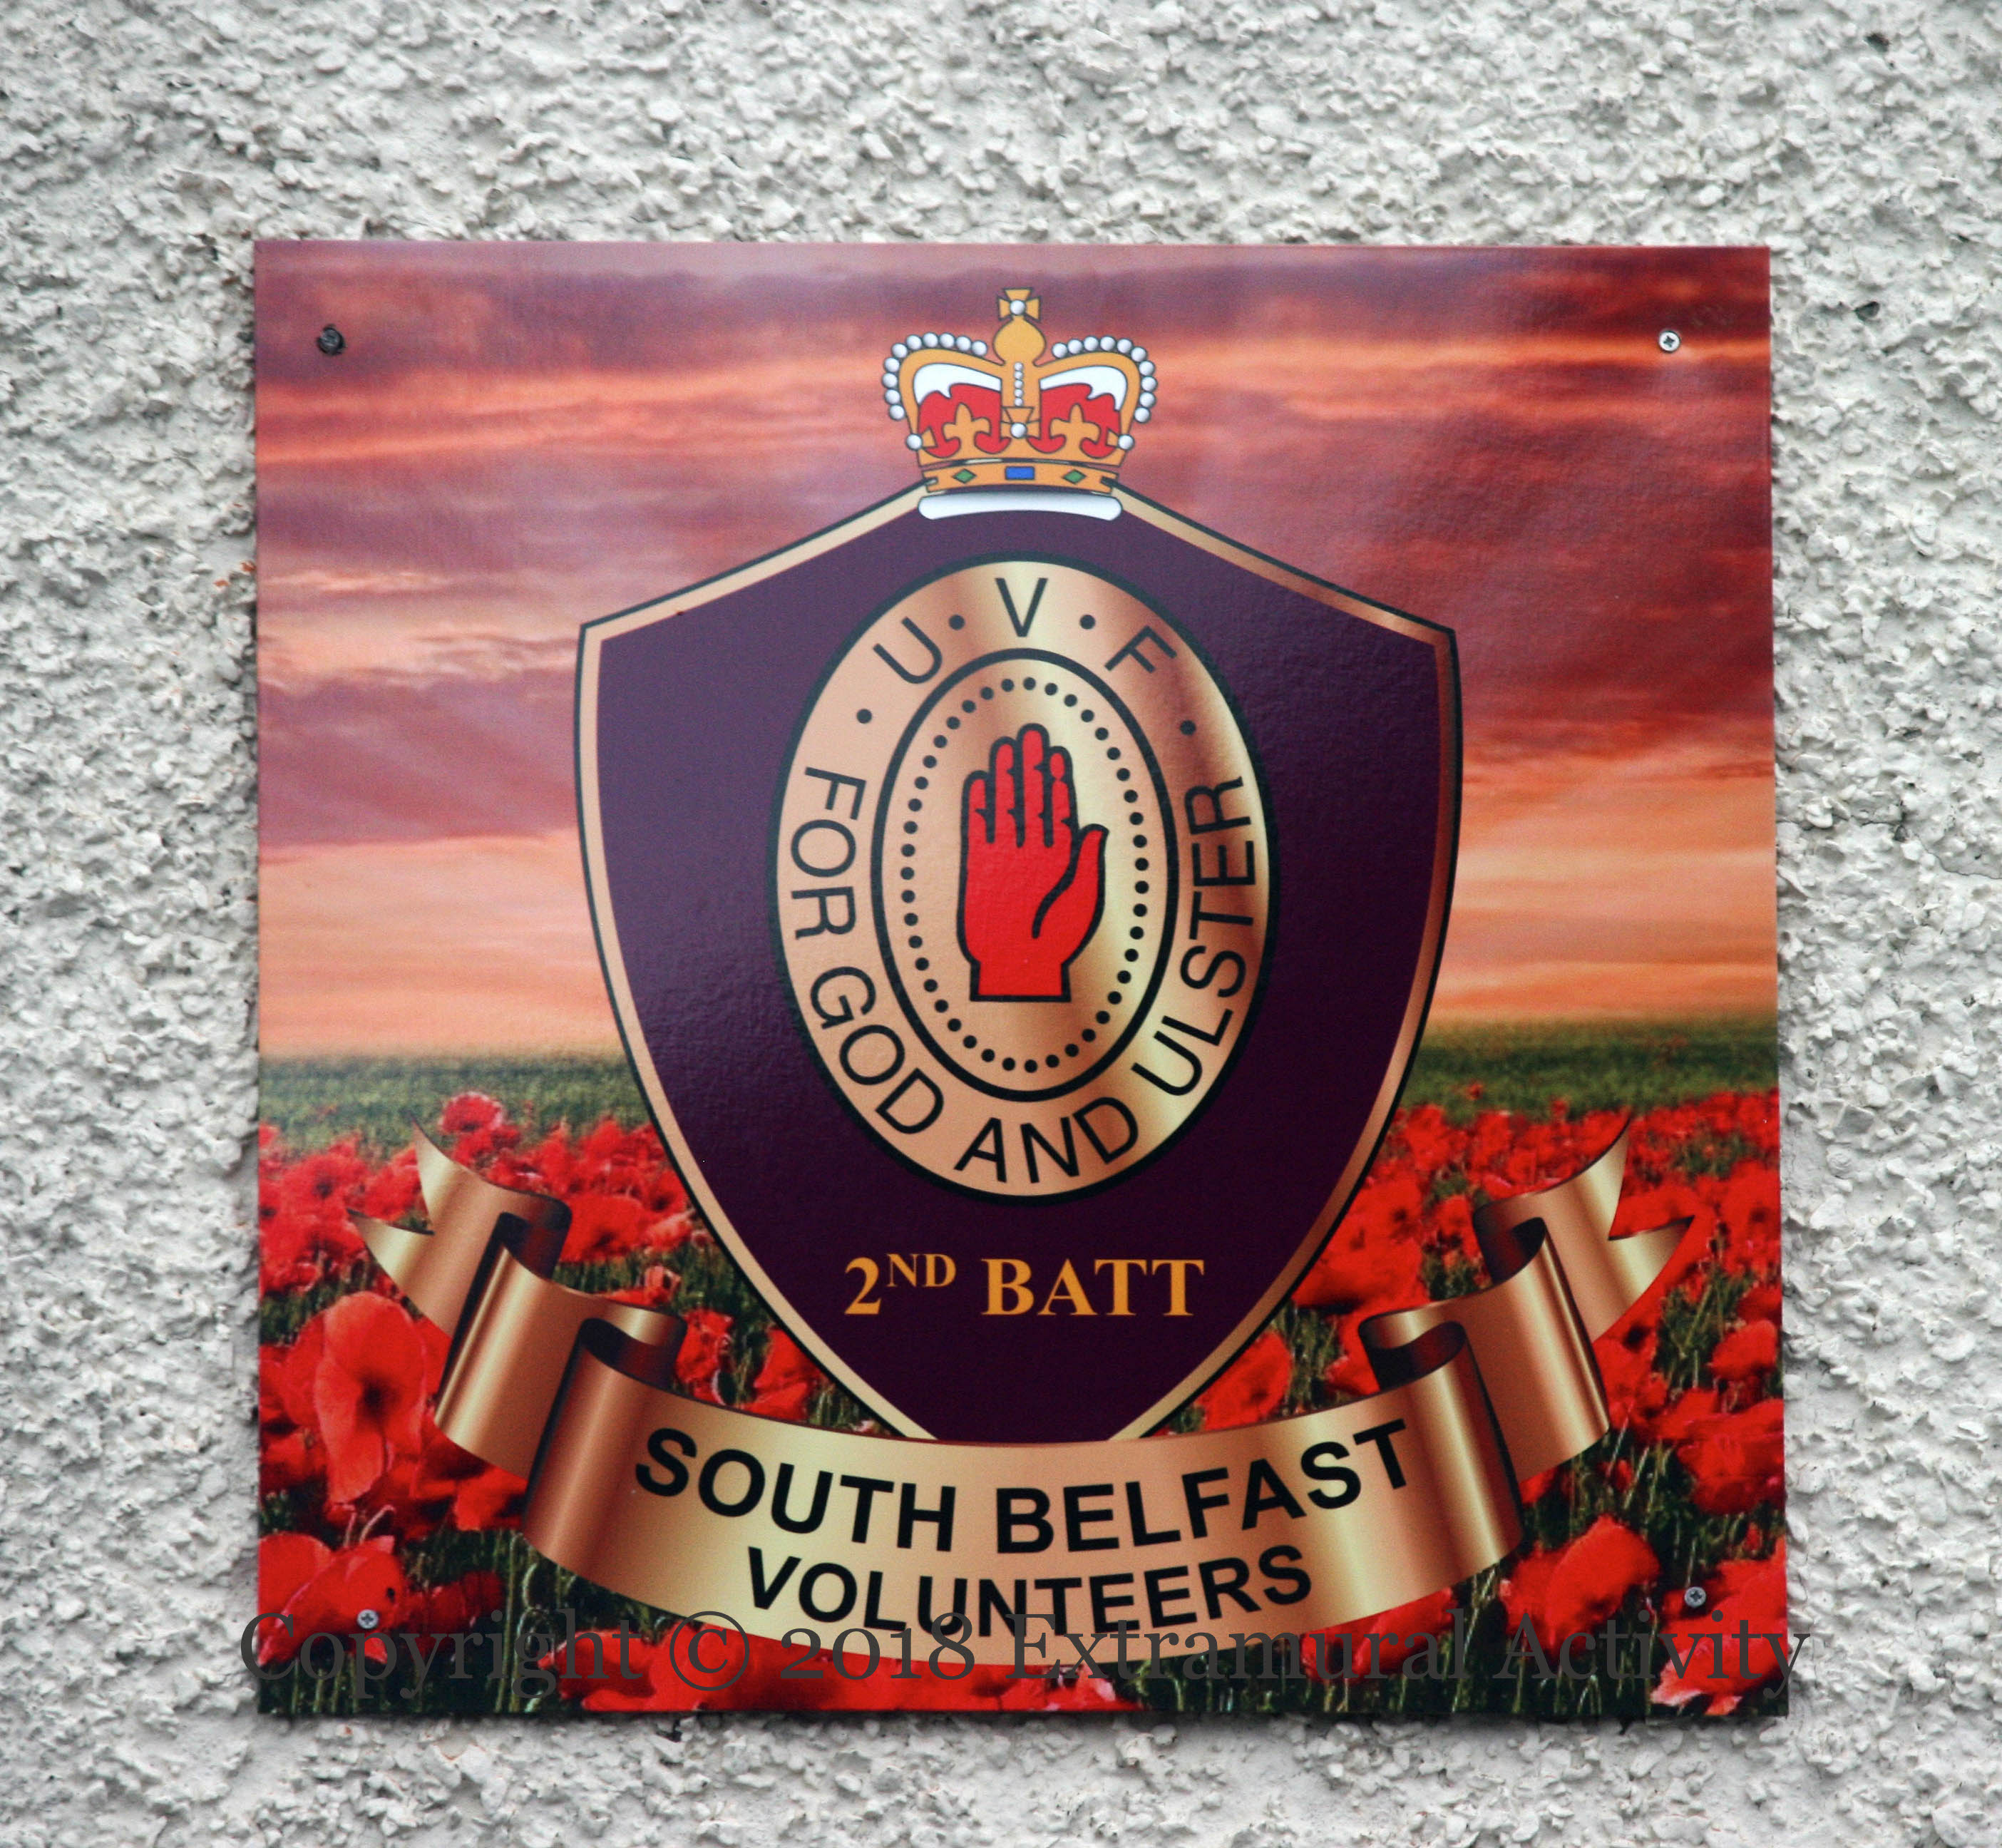 · U · V · F ·
FOR GOD AND ULSTER
2ND BATT
SOUTH BELFAST
VOLUNTEERS
Copyright © 2018 Extramural Activity